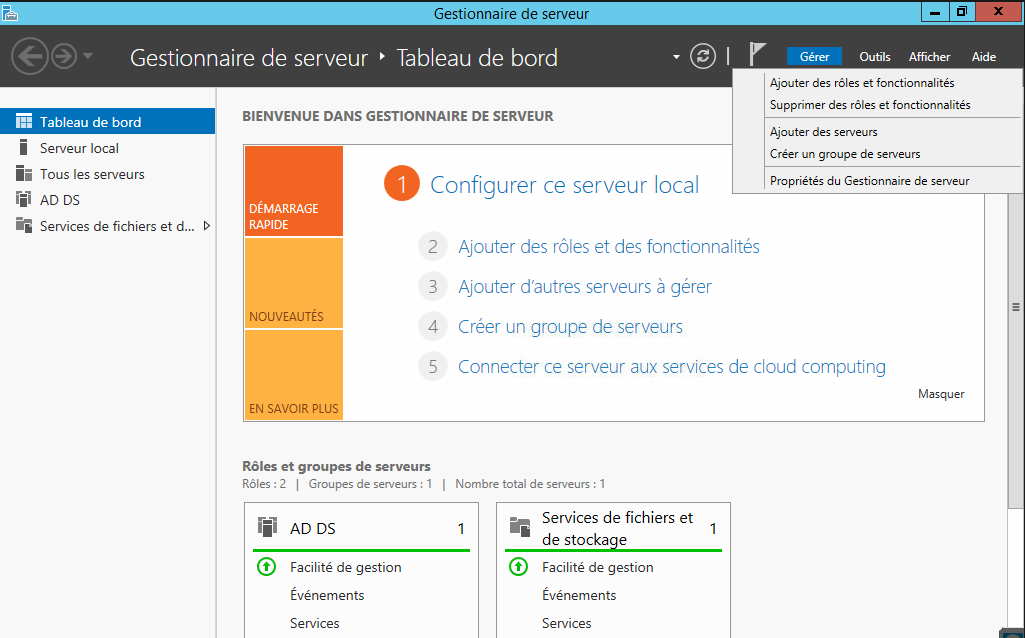 Gestionnaire de serveur
Gestionnaire de serveur ‣ Tableau de bord
Gérer Outils Afficher Aide
Ajouter des rôles et fonctionnalités
Supprimer des rôles et fonctionnalités
Ajouter des serveurs
Créer un groupe de serveurs
Propriétés du Gestionnaire de serveur
Tableau de bord
Serveur local
Tous les serveurs
AD DS
Services de fichiers et d...
BIENVENUE DANS GESTIONNAIRE DE SERVEUR
DÉMARRAGE
RAPIDE
NOUVEAUTÉS
EN SAVOIR PLUS
1 Configurer ce serveur local
2 Ajouter des rôles et des fonctionnalités
3 Ajouter d’autres serveurs à gérer
4 Créer un groupe de serveurs
5 Connecter ce serveur aux services de cloud computing
Masquer
Rôles et groupes de serveurs
Rôles : 2 | Groupes de serveurs : 1 | Nombre total de serveurs : 1
AD DS 1
Facilité de gestion
Événements
Services
Services de fichiers et
de stockage 1
Facilité de gestion
Événements
Services